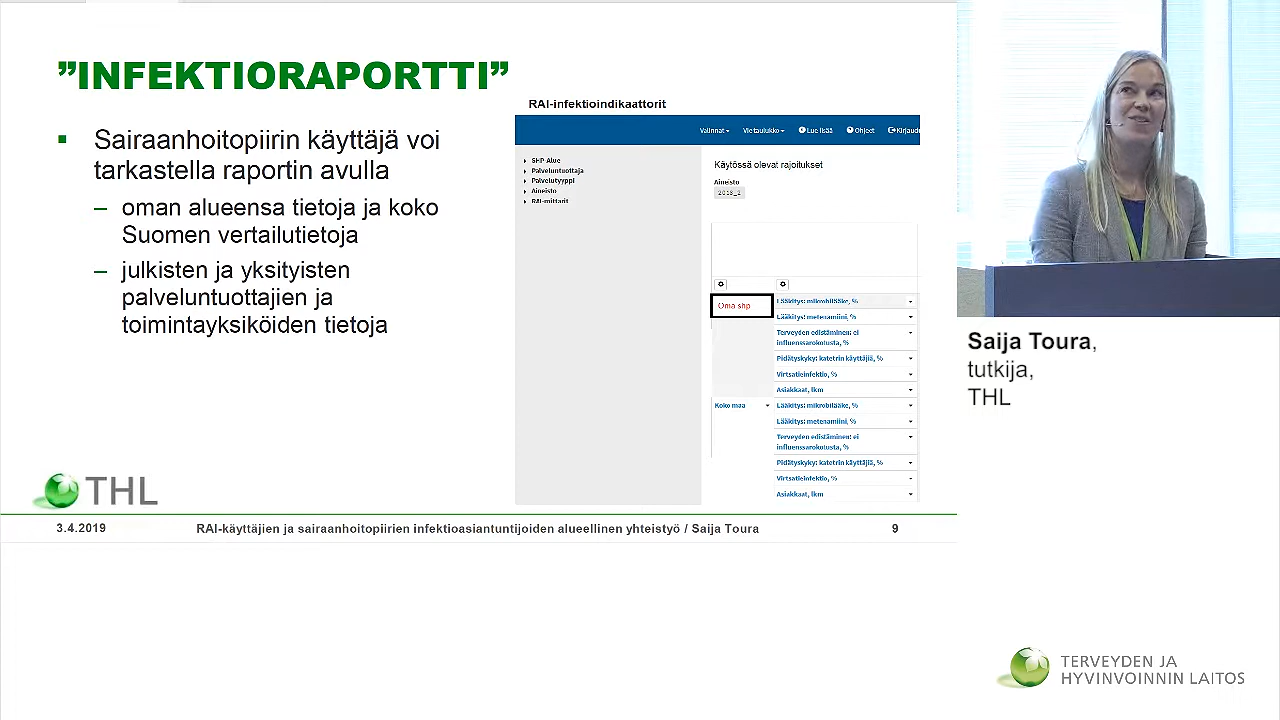 ”INFEKTIORAPORTTI”
Sairaanhoitopiirin käyttäjä voi
tarkastella raportin avulla
– oman alueensa tietoja ja koko
Suomen vertailutietoja
– julkisten ja yksityisten
palveluntuottajien ja
toimintayksiköiden tietoja
RAI-infektioindikaattorit
Valinnat Vie taulukko Lue lisää Ohjeet Kirjaudu
SHP-Alue
Palveluntuottaja
Palvelutyyppi
Aineisto
RAI-mittarit
Käytössä olevat rajoitukset
Aineisto
2018_2
Oma shp
Lääkitys: mikrobilääke, %
Lääkitys: metenamiini, %
Terveyden edistäminen: ei
influenssarokotusta, %
Pidätyskyky: katetrin käyttäjiä, %
Virtsatieinfektio, %
Asiakkaat, lkm
Koko maa
Lääkitys: mikrobilääke, %
Lääkitys: metenamiini, %
Terveyden edistäminen: ei
influenssarokotusta, %
Pidätyskyky: katetrin käyttäjiä, %
Virtsatieinfektio, %
Asiakkaat, lkm
THL
3.4.2019 RAI-käyttäjien ja sairaanhoitopiirien infektioasiantuntijoiden alueellinen yhteistyö / Saija Toura 9
Saija Toura,
tutkija,
THL
TERVEYDEN JA
HYVINVOINNIN LAITOS